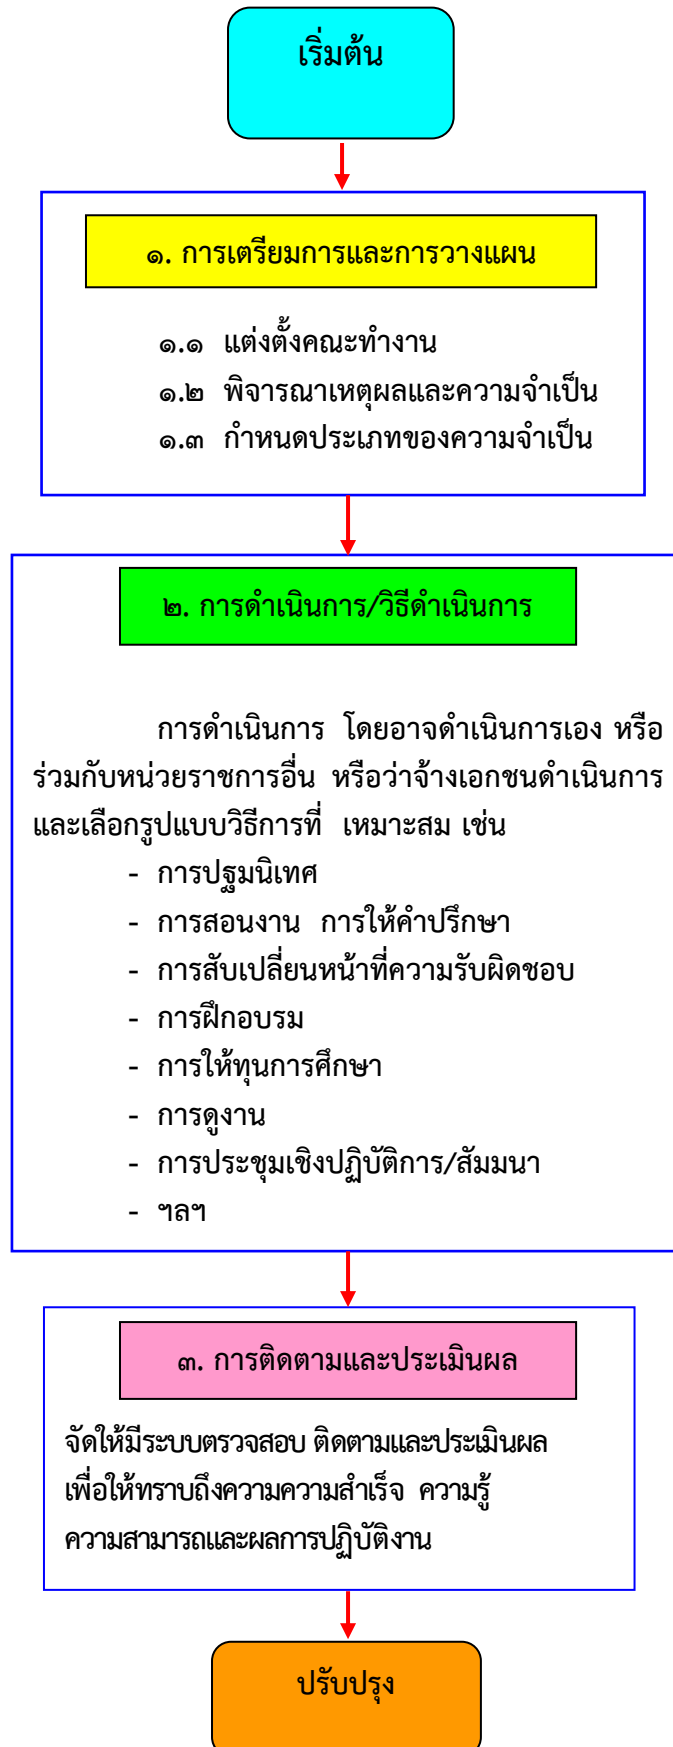 เริ่มต้น
๑. การเตรียมการและการวางแผน
๑.๑ แต่งตั้งคณะทำงาน
๑.๒ พิจารณาเหตุผลและความจำเป็น
๑.๓ กำหนดประเภทของความจำเป็น
๒. การดำเนินการ/วิธีดำเนินการ
การดำเนินการ โดยอาจดำเนินการเอง หรือ
ร่วมกับหน่วยราชการอื่น หรือว่าจ้างเอกชนดำเนินการ
และเลือกรูปแบบวิธีการที่ เหมาะสม เช่น
- การปฐมนิเทศ
- การสอนงาน การให้คำปรึกษา
- การสับเปลี่ยนหน้าที่ความรับผิดชอบ
- การฝึกอบรม
- การให้ทุนการศึกษา
- การดูงาน
- การประชุมเชิงปฏิบัติการ/สัมมนา
- ฯลฯ
๓. การติดตามและประเมินผล
จัดให้มีระบบตรวจสอบ ติดตามและประเมินผล
เพื่อให้ทราบถึงความความสำเร็จ ความรู้
ความสามารถและผลการปฏิบัติงาน
ปรับปรุง